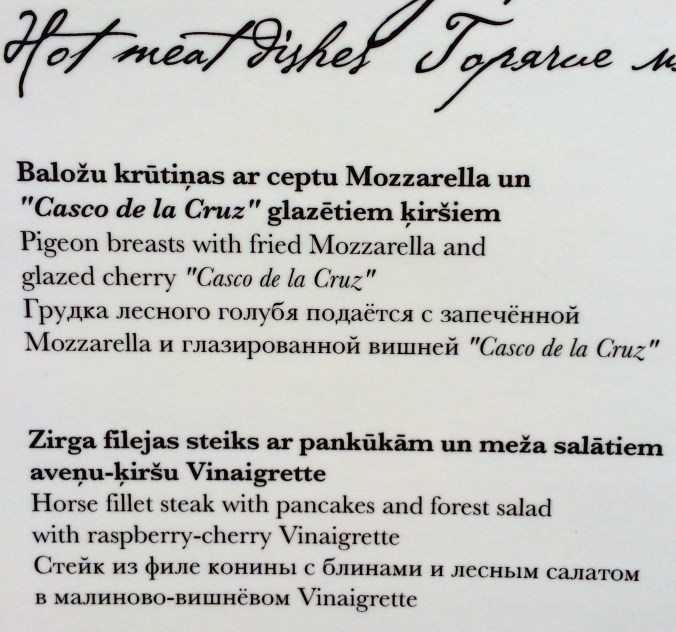 Hot meat dishes Горячие
Baložu krūtiņas ar ceptu Mozzarella un
"Casco de la Cruz" glazētiem ķiršiem
Pigeon breasts with fried Mozzarella and
glazed cherry "Casco de la Cruz"
Грудка лесного голубя подаётся с запечённой
Mozzarella и глазированной вишней "Casco de la Cruz"
Zirga filejas steiks ar pankūkām un meža salātiem
aveņu-ķiršu Vinaigrette
Horse fillet steak with pancakes and forest salad
with raspberry-cherry Vinaigrette
Стейк из филе конины с блинами и лесным салатом
в малиново-вишнёвом Vinaigrette